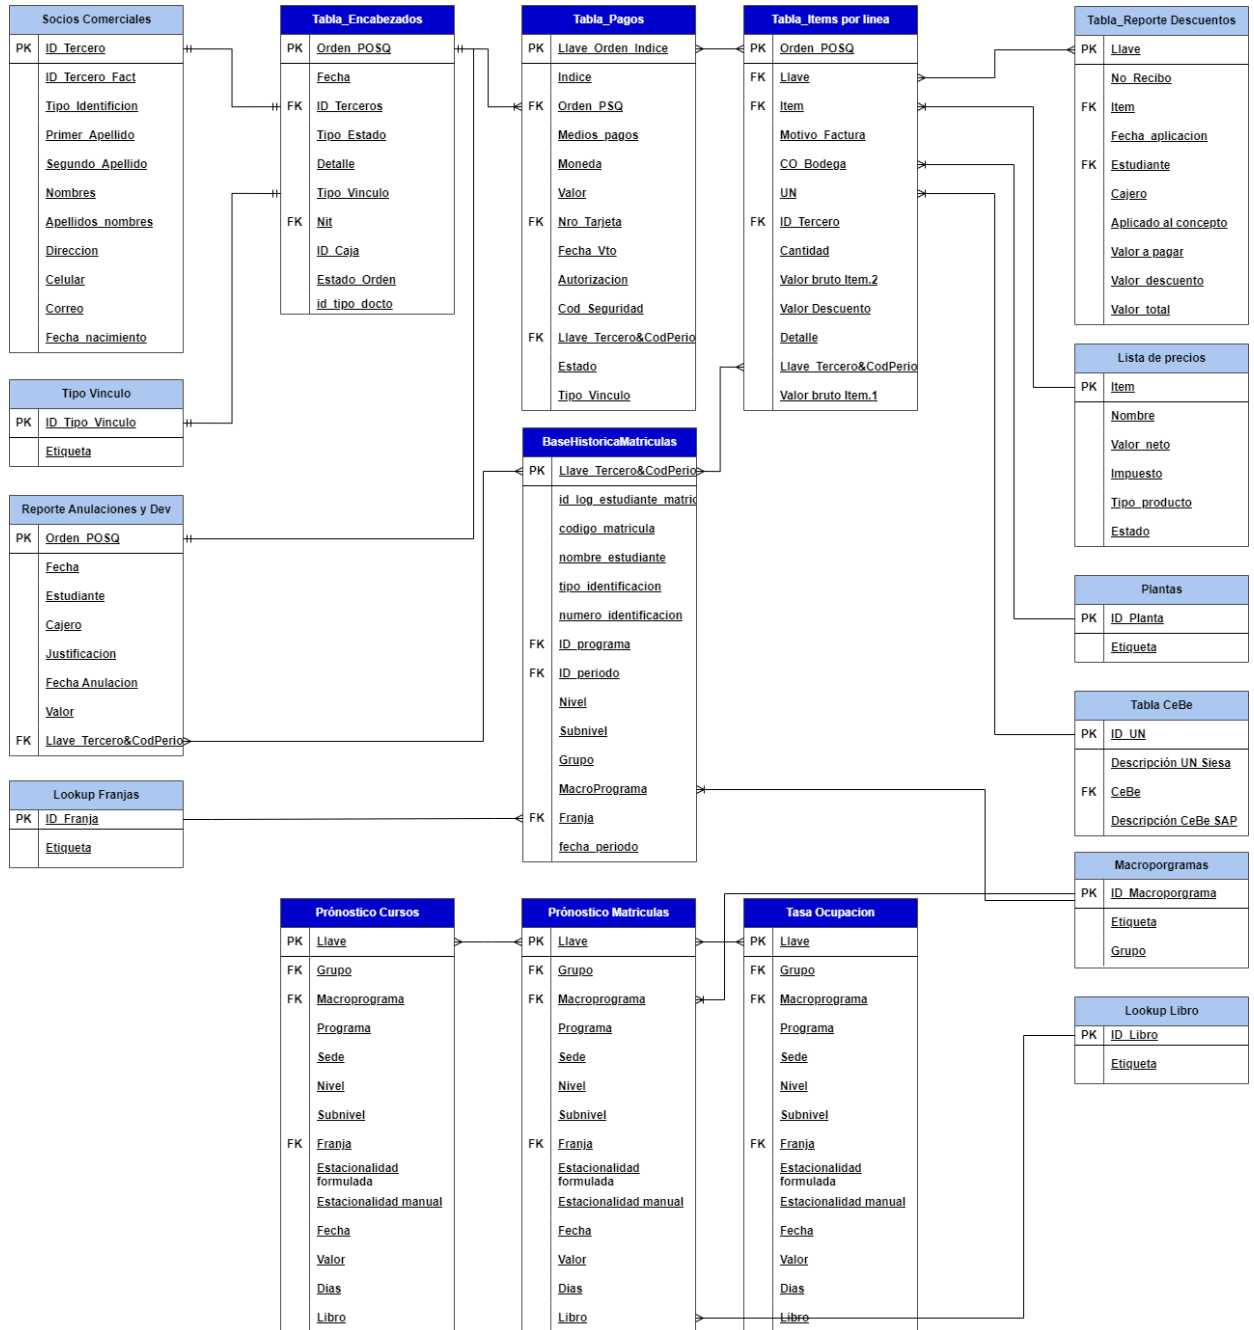 Socios Comerciales
PK ID_Tercero
ID_Tercero_Fact
Tipo_Identificion
Primer_Apellido
Segundo_Apellido
Nombres
Apellidos_nombres
Direccion
Celular
Correo
Fecha_nacimiento
Tipo Vinculo
PK ID_Tipo_Vinculo
Etiqueta
Reporte Anulaciones y Dev
PK Orden_POSQ
Fecha
Estudiante
Cajero
Justificacion
Fecha Anulacion
Valor
FK Llave_Tercero&CodPerio
Lookup Franjas
PK ID_Franja
Etiqueta
Tabla_Encabezados
PK Orden_POSQ
Fecha
FK ID_Terceros
Tipo_Estado
Detalle
Tipo_Vinculo
FK Nit
ID_Caja
Estado_Orden
id_tipo_docto
Tabla_Pagos
PK Llave_Orden_Indice
Indice
FK Orden_PSQ
Medios_pagos
Moneda
Valor
FK Nro_Tarjeta
Fecha_Vto
Autorizacion
Cod_Seguridad
FK Llave_Tercero&CodPerio
Estado
Tipo_Vinculo
Tabla_Items por linea
PK Orden_POSQ
FK Llave
FK Item
Motivo_Factura
CO_Bodega
UN
FK ID_Tercero
Cantidad
Valor bruto Item.2
Valor Descuento
Detalle
Llave_Tercero&CodPerio
Valor bruto Item.1
BaseHistoricaMatriculas
PK Llave_Tercero&CodPerio
id_log_estudiante_matric
codigo_matricula
nombre_estudiante
tipo_identificacion
numero_identificacion
FK ID_programa
FK ID_periodo
Nivel
Subnivel
Grupo
MacroPrograma
FK Franja
fecha_periodo
Tabla_Reporte Descuentos
PK Llave
No_Recibo
FK Item
Fecha_aplicacion
FK Estudiante
Cajero
Aplicado al concepto
Valor a pagar
Valor_descuento
Valor_total
Lista de precios
PK Item
Nombre
Valor_neto
Impuesto
Tipo_producto
Estado
Plantas
PK ID_Planta
Etiqueta
Tabla CeBe
PK ID_UN
Descripción UN Siesa
FK CeBe
Descripción CeBe SAP
Macroporgramas
PK ID_Macroporgrama
Etiqueta
Grupo
Lookup Libro
PK ID_Libro
Etiqueta
Prónostico Cursos
PK Llave
FK Grupo
FK Macroprograma
Programa
Sede
Nivel
Subnivel
FK Franja
Estacionalidad
formulada
Estacionalidad manual
Fecha
Valor
Dias
Libro
Prónostico Matriculas
PK Llave
FK Grupo
FK Macroprograma
Programa
Sede
Nivel
Subnivel
FK Franja
Estacionalidad
formulada
Estacionalidad manual
Fecha
Valor
Dias
Libro
Tasa Ocupacion
PK Llave
FK Grupo
FK Macroprograma
Programa
Sede
Nivel
Subnivel
FK Franja
Estacionalidad
formulada
Estacionalidad manual
Fecha
Valor
Dias
Libro